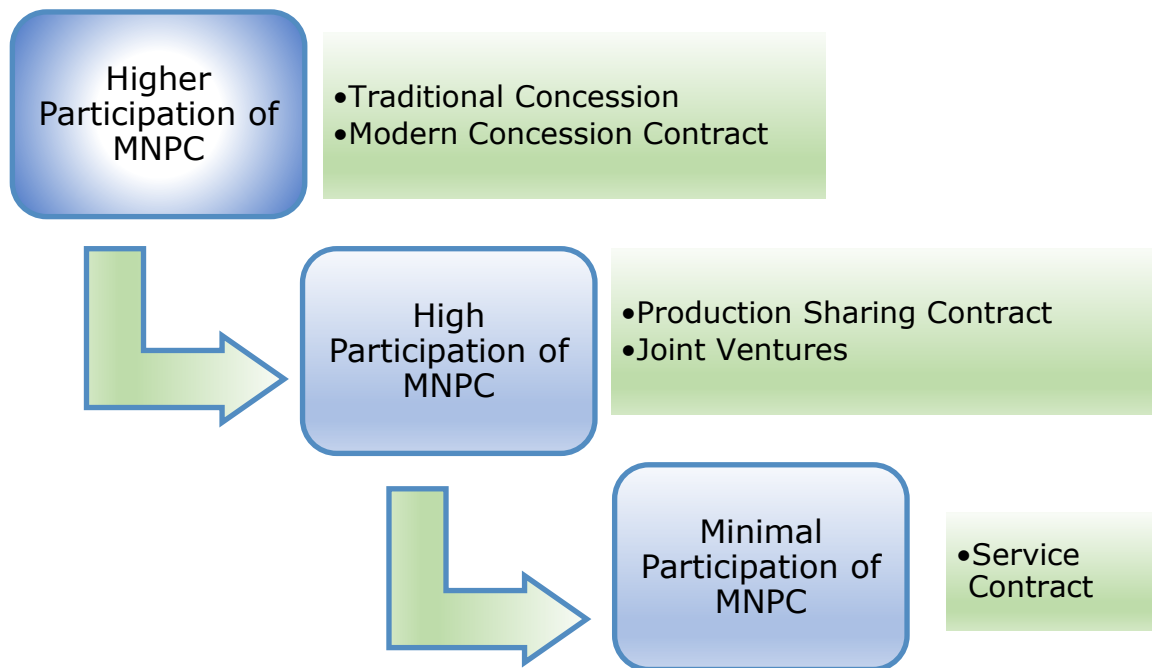 Higher
Participation of
MNPC
•Traditional Concession
•Modern Concession Contract
High
Participation of
MNPC
•Production Sharing Contract
•Joint Ventures
Minimal
Participation of
MNPC
•Service
Contract